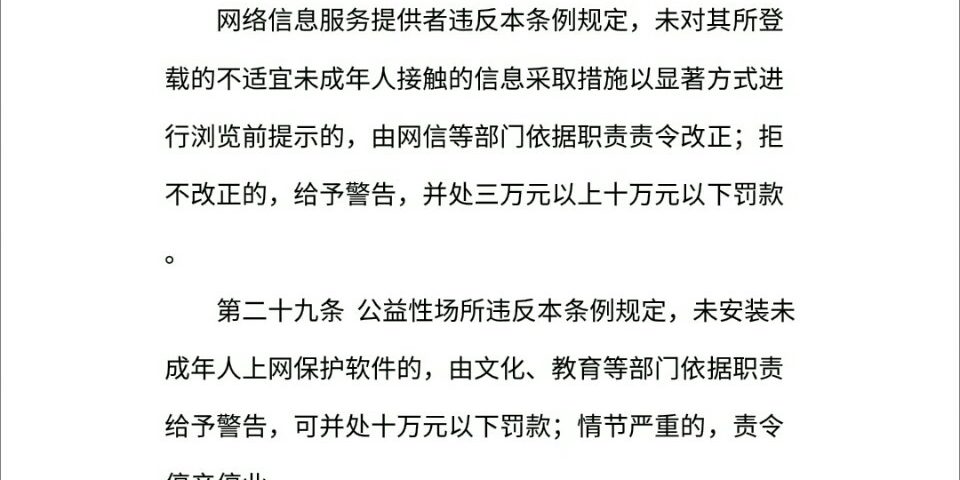 网络信息服务提供者违反本条例规定，未对其所登
载的不适宜未成年人接触的信息采取措施以显著方式进
行浏览前提示的，由网信等部门依据职责责令改正；拒
不改正的，给予警告，并处三万元以上十万元以下罚款
。
第二十九条 公益性场所违反本条例规定，未安装未
成年人上网保护软件的，由文化、教育等部门依据职责
给予警告，可并处十万元以下罚款；情节严重的，责令
停产停业